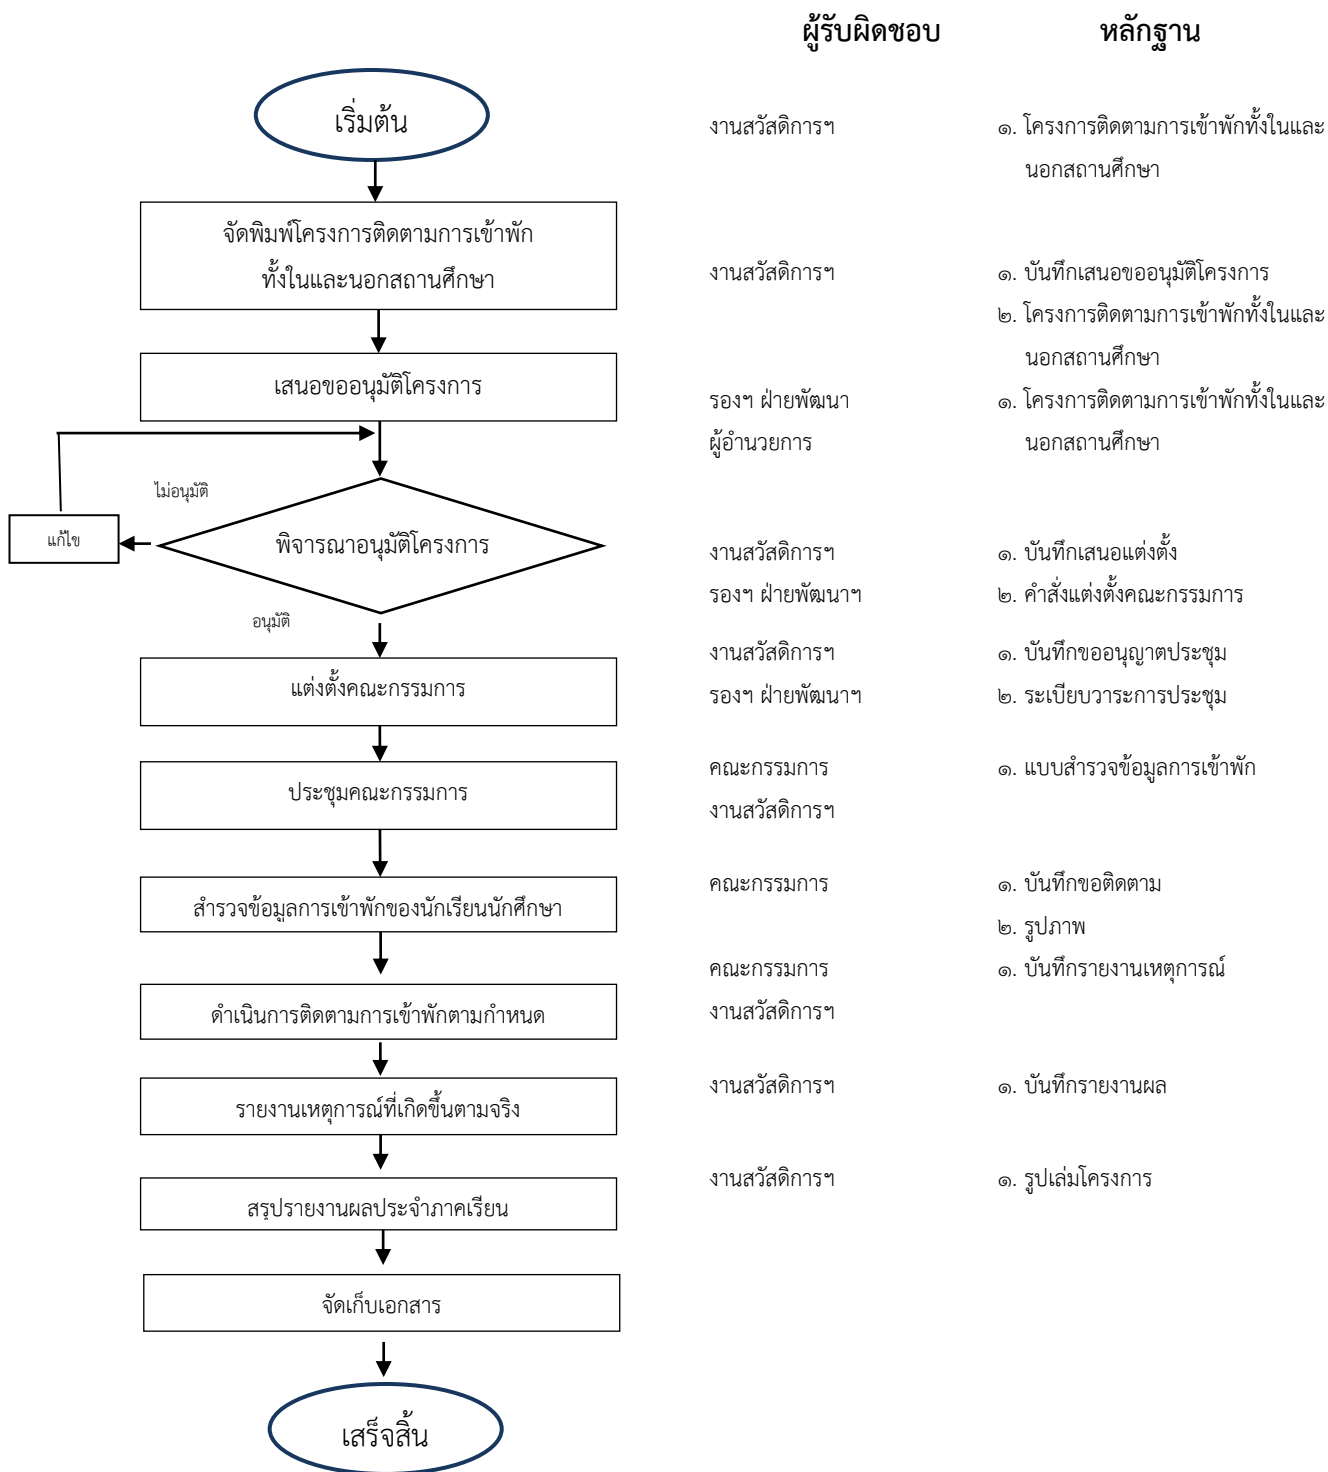 ผู้รับผิดชอบ หลักฐาน
เริ่มต้น
งานสวัสดิการฯ ๑. โครงการติดตามการเข้าพักทั้งในและ
นอกสถานศึกษา
จัดพิมพ์โครงการติดตามการเข้าพัก
ทั้งในและนอกสถานศึกษา
งานสวัสดิการฯ ๑. บันทึกเสนอขออนุมัติโครงการ
๒. โครงการติดตามการเข้าพักทั้งในและ
นอกสถานศึกษา
เสนอขออนุมัติโครงการ
รองฯ ฝ่ายพัฒนา ๑. โครงการติดตามการเข้าพักทั้งในและ
ผู้อำนวยการ นอกสถานศึกษา
ไม่อนุมัติ
แก้ไข
พิจารณาอนุมัติโครงการ
งานสวัสดิการฯ ๑. บันทึกเสนอแต่งตั้ง
รองฯ ฝ่ายพัฒนาฯ ๒. คำสั่งแต่งตั้งคณะกรรมการ
อนุมัติ
งานสวัสดิการฯ ๑. บันทึกขออนุญาตประชุม
แต่งตั้งคณะกรรมการ
รองฯ ฝ่ายพัฒนาฯ ๒. ระเบียบวาระการประชุม
คณะกรรมการ ๑. แบบสำรวจข้อมูลการเข้าพัก
ประชุมคณะกรรมการ
งานสวัสดิการฯ
คณะกรรมการ ๑. บันทึกขอติดตาม
สำรวจข้อมูลการเข้าพักของนักเรียนนักศึกษา
๒. รูปภาพ
คณะกรรมการ ๑. บันทึกรายงานเหตุการณ์
ดำเนินการติดตามการเข้าพักตามกำหนด
งานสวัสดิการฯ
งานสวัสดิการฯ ๑. บันทึกรายงานผล
รายงานเหตุการณ์ที่เกิดขึ้นตามจริง
งานสวัสดิการฯ ๑. รูปเล่มโครงการ
สรุปรายงานผลประจำภาคเรียน
จัดเก็บเอกสาร
เสร็จสิ้น